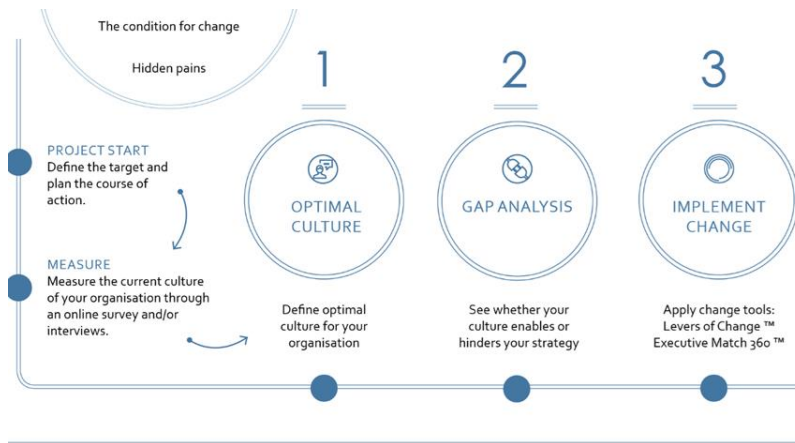 The condition for change
Hidden pains
PROJECT START
Define the target and
plan the course of
action.
MEASURE
Measure the current culture
of your organisation through
an online survey and/or
interviews.
1
OPTIMAL
CULTURE
Define optimal
culture for your
organisation
2
GAP ANALYSIS
See whether your
culture enables or
hinders your strategy
3
IMPLEMENT
CHANGE
Apply change tools:
Levers of Change ™
Executive Match 360 ™